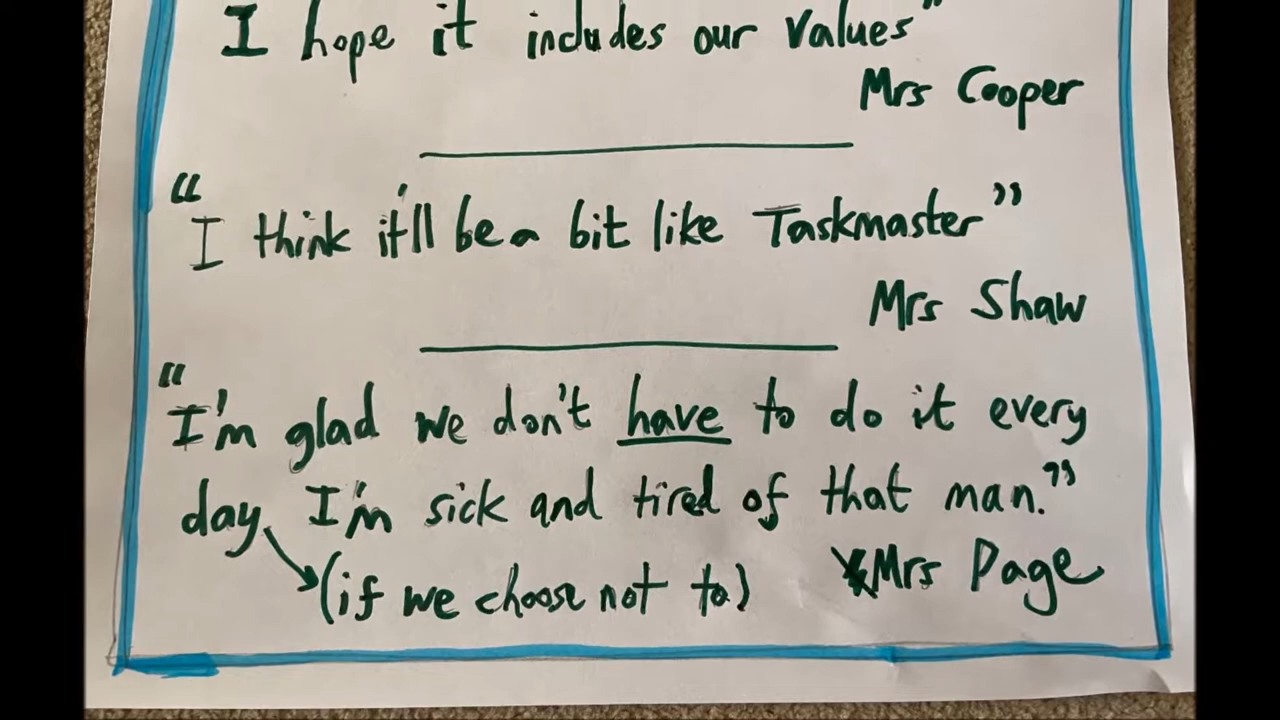 I hope it includes our values"
Mrs Cooper
"I think it'll be a bit like Taskmaster"
Mrs Shaw
"I'm glad we don't have to do it every
day I'm sick and tired of that man."
(if we choose not to) Mrs Page